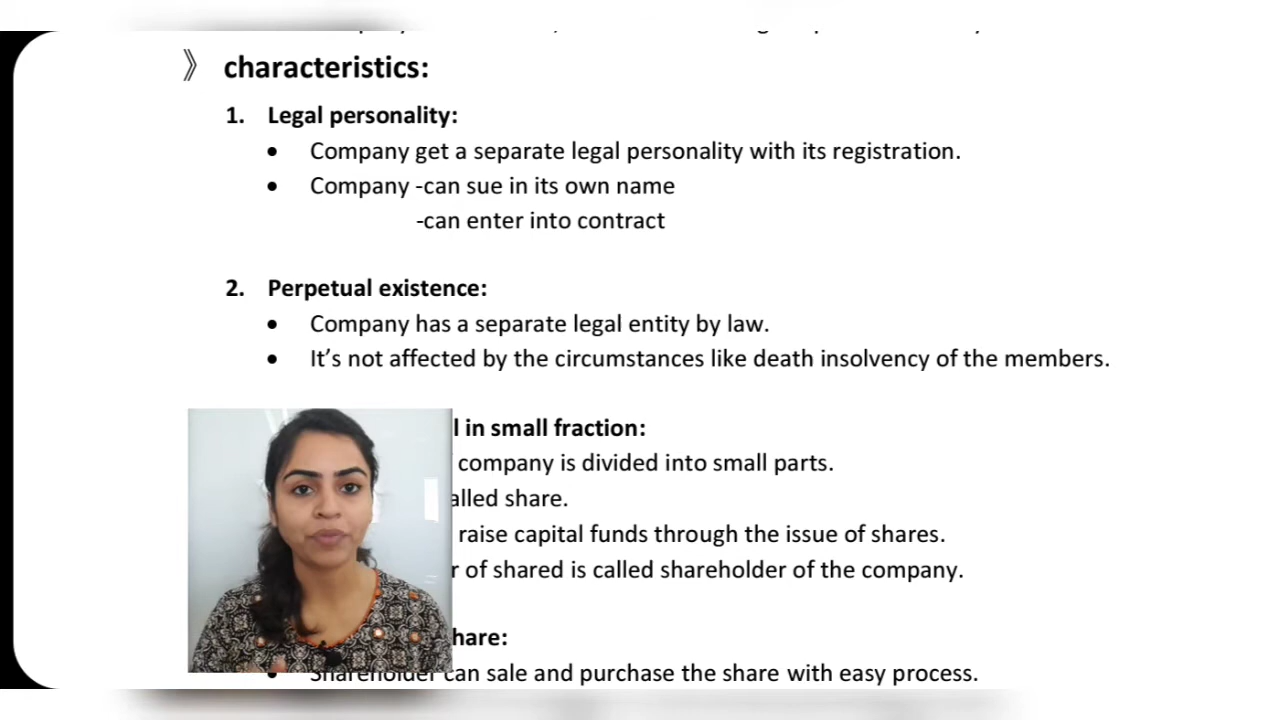 》 characteristics:
1. Legal personality:
• Company get a separate legal personality with its registration.
• Company -can sue in its own name
-can enter into contract
2. Perpetual existence:
• Company has a separate legal entity by law.
• It's not affected by the circumstances like death insolvency of the members.
in small fraction:
company is divided into small parts.
share.
raise capital funds through the issue of shares.
of shared is called shareholder of the company.
• Shareholder can sale and purchase the share with easy process.